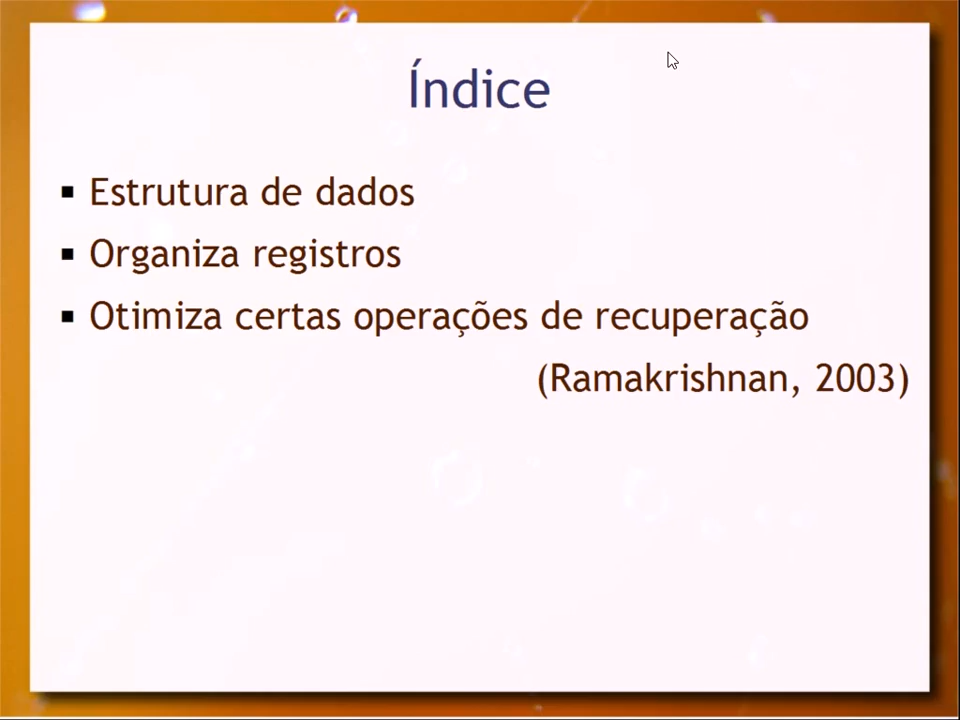 Índice
Estrutura de dados
Organiza registros
Otimiza certas operações de recuperação
(Ramakrishnan, 2003)